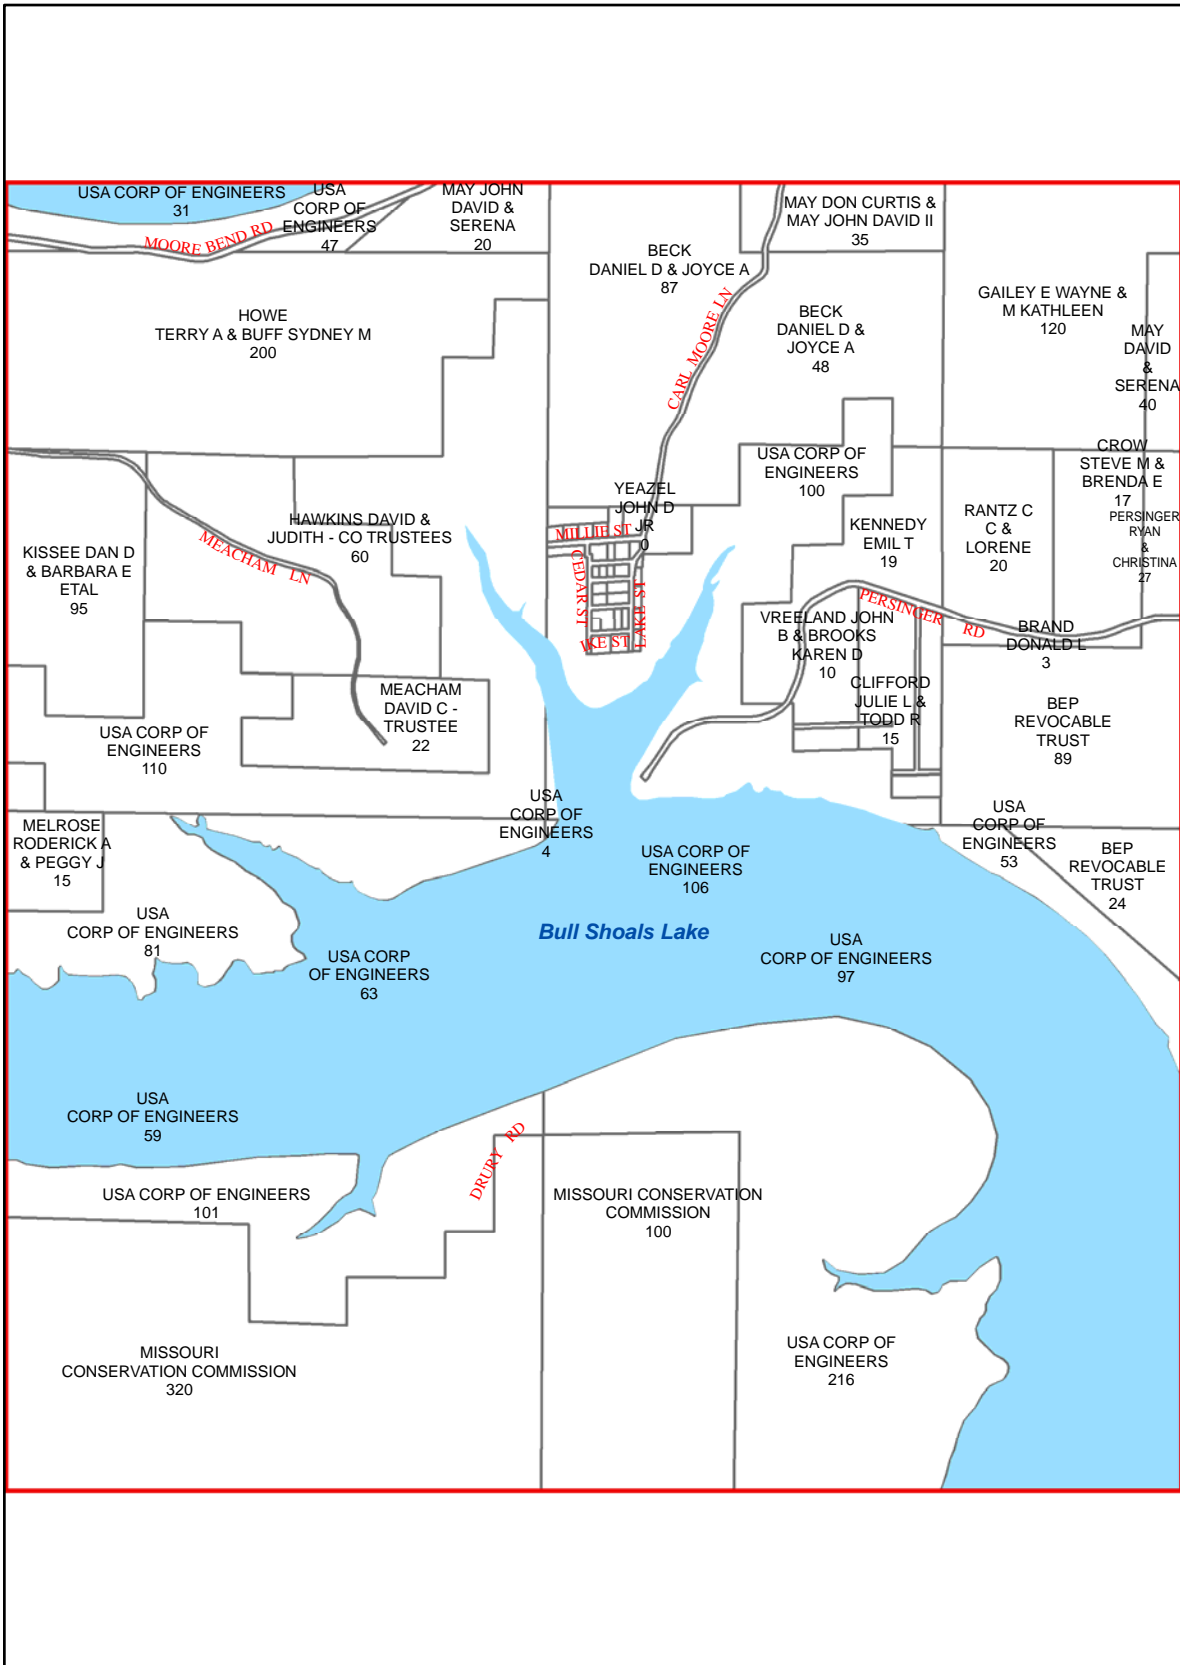 USA CORP OF ENGINEERS
31
USA
CORP OF
ENGINEERS
47
MAY JOHN
DAVID &
SERENA
20
MOORE BEND RD
BECK
DANIEL D & JOYCE A
87
MAY DON CURTIS &
MAY JOHN DAVID II
35
HOWE
TERRY A & BUFF SYDNEY M
200
CARL MOORE LN
BECK
DANIEL D &
JOYCE A
48
GAILEY E WAYNE &
M KATHLEEN
120
MAY
DAVID
&
SERENA
40
USA CORP OF
ENGINEERS
100
CROW
STEVE M &
BRENDA E
17
YEAZEL
JOHN D
JR
0
MILLIE ST
CEDAR ST
LAKE ST
IKE ST
HAWKINS DAVID &
JUDITH - CO TRUSTEES
60
MEACHAM LN
KISSEE DAN D
& BARBARA E
ETAL
95
KENNEDY
EMIL T
19
RANTZ C
C &
LORENE
20
PERSINGER
RYAN
&
CHRISTINA
27
PERSINGER RD
VREELAND JOHN
B & BROOKS
KAREN D
10
BRAND
DONALD L
3
CLIFFORD
JULIE L &
TODD R
15
MEACHAM
DAVID C -
TRUSTEE
22
BEP
REVOCABLE
TRUST
89
USA CORP OF
ENGINEERS
110
USA
CORP OF
ENGINEERS
4
USA
CORP OF
ENGINEERS
53
MELROSE
RODERICK A
& PEGGY J
15
USA CORP OF
ENGINEERS
106
BEP
REVOCABLE
TRUST
24
USA
CORP OF ENGINEERS
81
Bull Shoals Lake
USA CORP
OF ENGINEERS
63
USA
CORP OF ENGINEERS
97
USA
CORP OF ENGINEERS
59
DRURY RD
USA CORP OF ENGINEERS
101
MISSOURI CONSERVATION
COMMISSION
100
MISSOURI
CONSERVATION COMMISSION
320
USA CORP OF
ENGINEERS
216